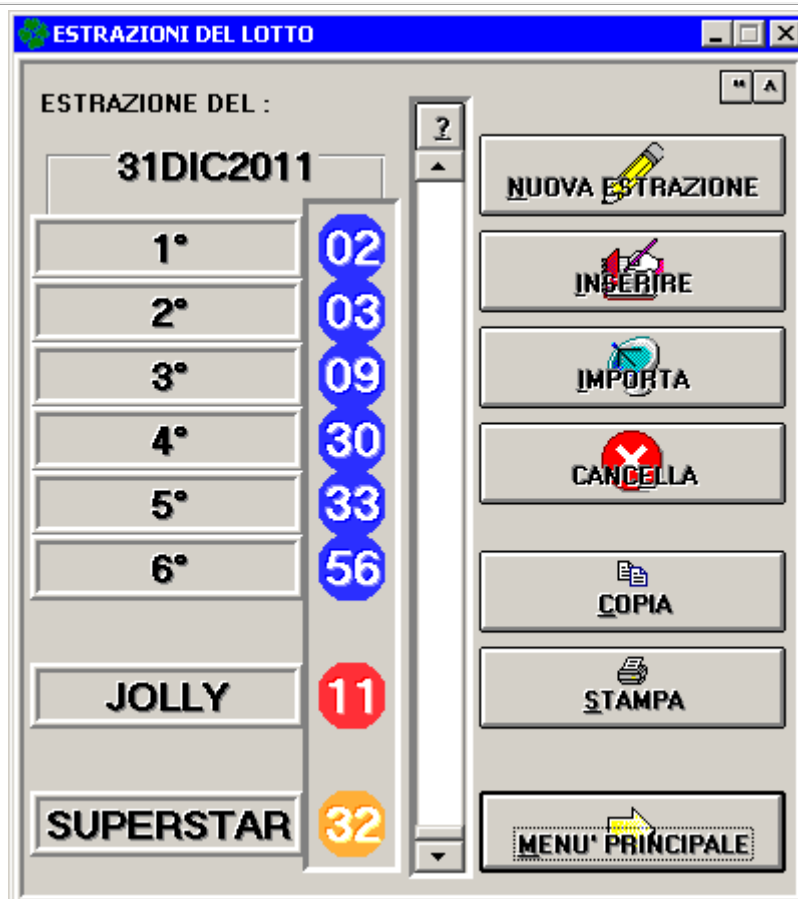 ESTRAZIONI DEL LOTTO
ESTRAZIONE DEL :
31DIC2011
1° 02
2° 03
3° 09
4° 30
5° 33
6° 56
JOLLY 11
SUPERSTAR 32
?
" ^
NUOVA ESTRAZIONE
INSERIRE
IMPORTA
CANCELLA
COPIA
STAMPA
MENU' PRINCIPALE